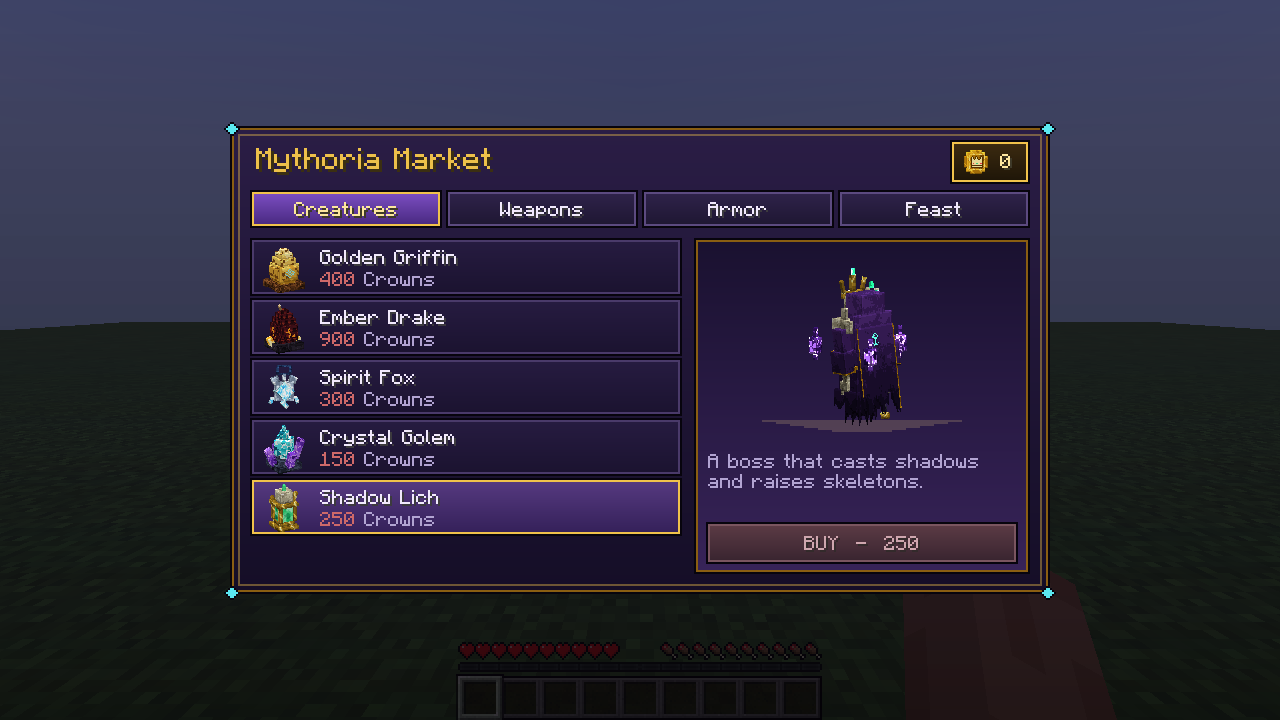 Mythoria Market
0
Creatures
Weapons
Armor
Feast
Golden Griffin
400 Crowns
Ember Drake
900 Crowns
Spirit Fox
300 Crowns
Crystal Golem
150 Crowns
Shadow Lich
250 Crowns
A boss that casts shadows
and raises skeletons.
BUY - 250